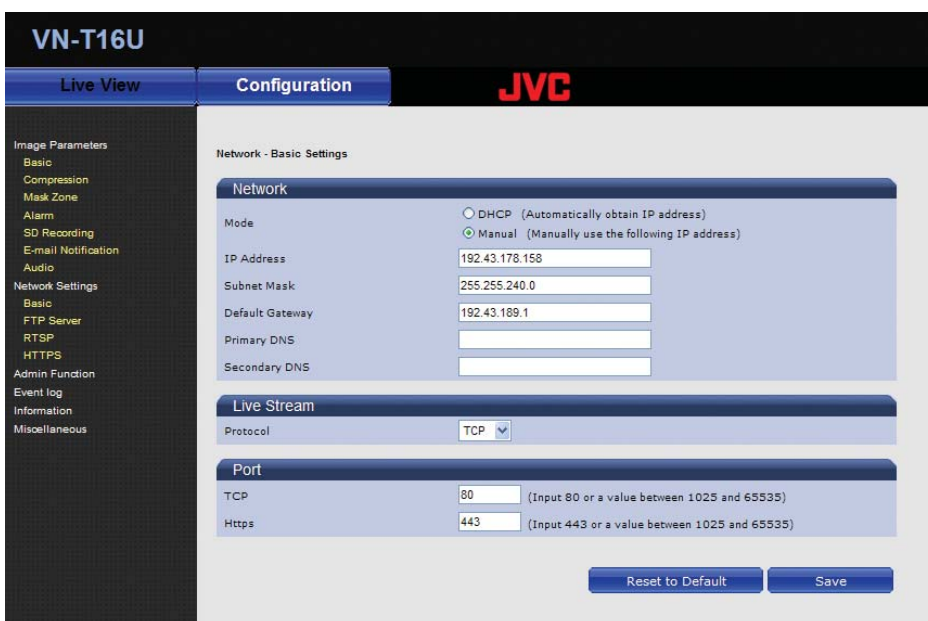 VN-T16U
Live View
Configuration
JVC
Image Parameters
Basic
Compression
Mask Zone
Alarm
SD Recording
E-mail Notification
Audio
Network Settings
Basic
FTP Server
RTSP
HTTPS
Admin Function
Event log
Information
Miscellaneous
Network - Basic Settings
Network
Mode
DHCP (Automatically obtain IP address)
Manual (Manually use the following IP address)
IP Address 192.43.178.158
Subnet Mask 255.255.240.0
Default Gateway 192.43.189.1
Primary DNS
Secondary DNS
Live Stream
Protocol TCP
Port
TCP 80 (Input 80 or a value between 1025 and 65535)
Https 443 (Input 443 or a value between 1025 and 65535)
Reset to Default
Save